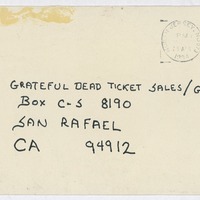 GRATEFUL DEAD TICKET SALES/G
BOX C-S 8190
SAN RAFAEL
CA 94912